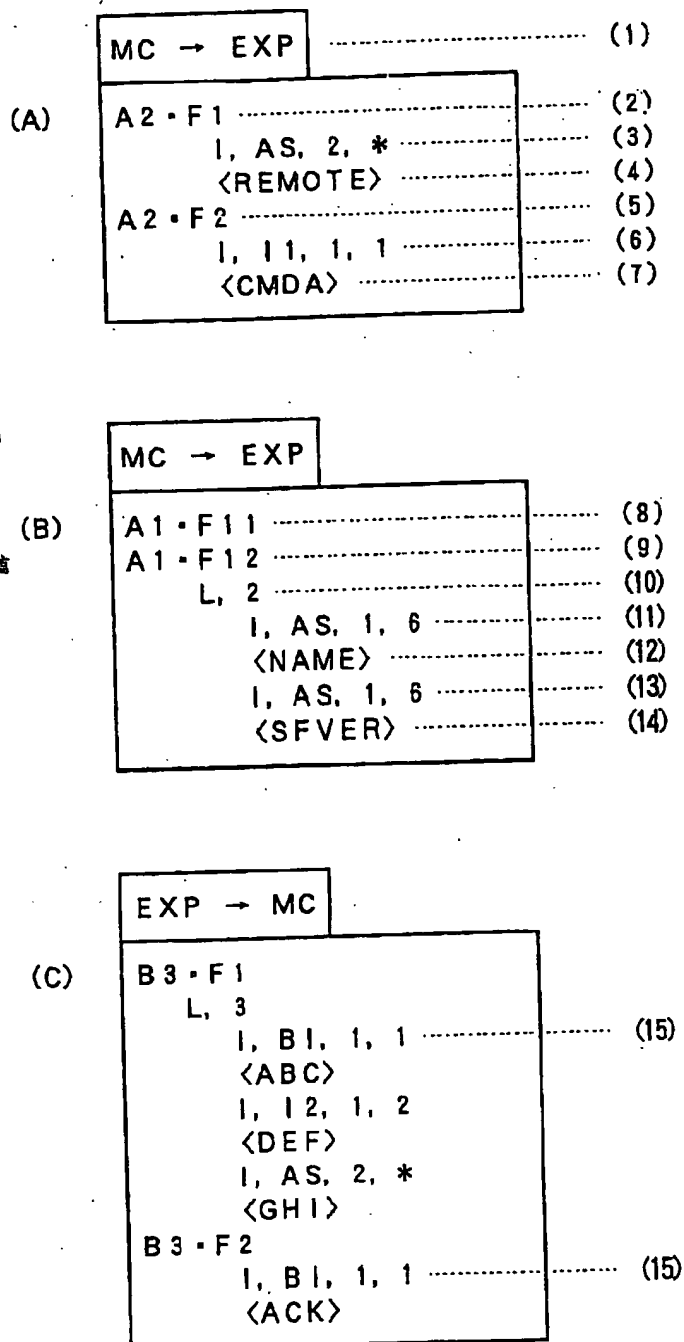 MC → EXP (1)
(A)
A2・F1 (2)
I, AS, 2, * (3)
<REMOTE> (4)
A2・F2 (5)
I, I1, 1, 1 (6)
<CMDA> (7)
MC → EXP
(B)
A1・F11 (8)
A1・F12 (9)
L, 2 (10)
I, AS, 1, 6 (11)
<NAME> (12)
I, AS, 1, 6 (13)
<SFVER> (14)
EXP → MC
(C)
B3・F1
L, 3
I, BI, 1, 1 (15)
<ABC>
I, I2, 1, 2
<DEF>
I, AS, 2, *
<GHI>
B3・F2
I, BI, 1, 1 (15)
<ACK>